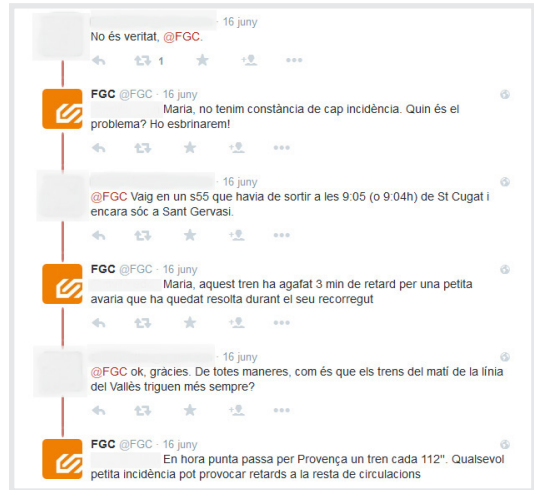 · 16 juny
No és veritat, @FGC.
1
FGC @FGC · 16 juny
Maria, no tenim constància de cap incidència. Quin és el
problema? Ho esbrinarem!
· 16 juny
@FGC Vaig en un s55 que havia de sortir a les 9:05 (o 9:04h) de St Cugat i
encara sóc a Sant Gervasi.
FGC @FGC · 16 juny
Maria, aquest tren ha agafat 3 min de retard per una petita
avaria que ha quedat resolta durant el seu recorregut
· 16 juny
@FGC ok, gràcies. De totes maneres, com és que els trens del matí de la línia
del Vallès triguen més sempre?
FGC @FGC · 16 juny
En hora punta passa per Provença un tren cada 112". Qualsevol
petita incidència pot provocar retards a la resta de circulacions